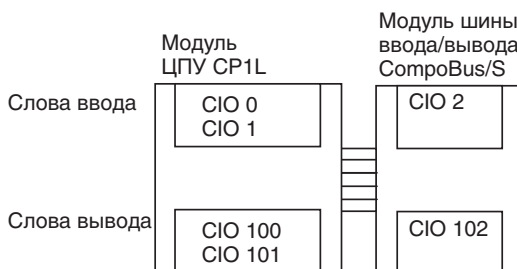 Модуль
ЦПУ CP1L
Модуль шины
ввода/вывода
CompoBus/S
Слова ввода
CIO 0
CIO 1
CIO 2
Слова вывода
CIO 100
CIO 101
CIO 102